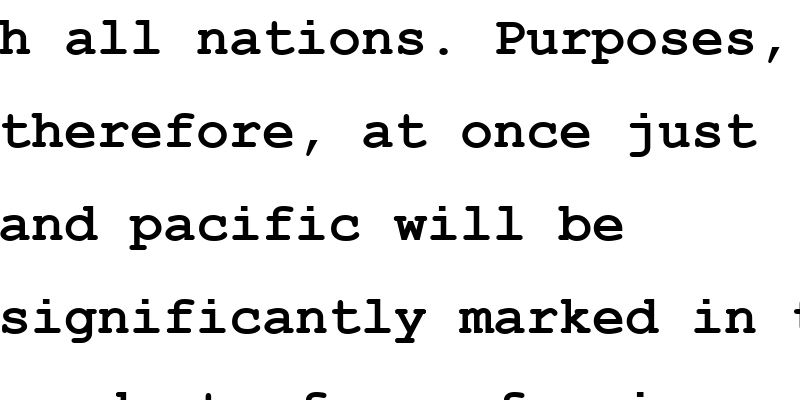 h all nations. Purposes,
therefore, at once just
and pacific will be
significantly marked in